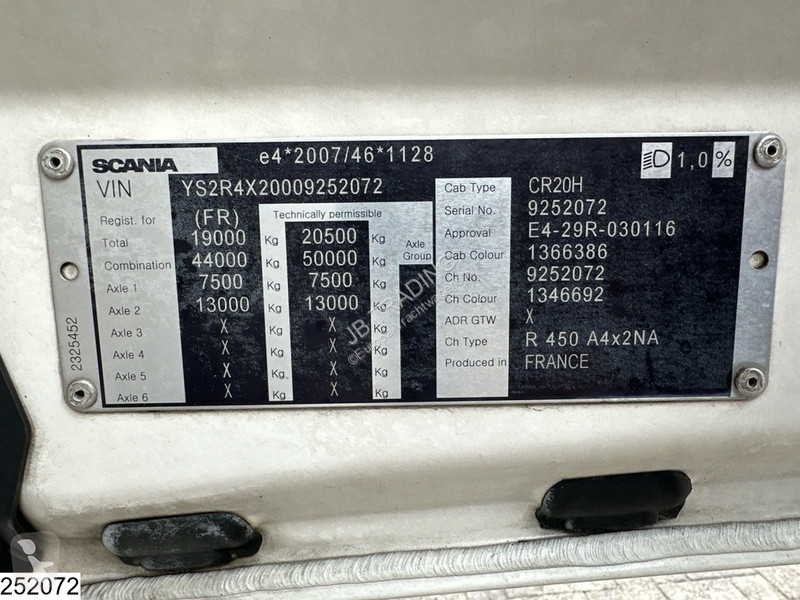 SCANIA e4*2007/46*1128 1,0%
VIN YS2R4X20009252072
Regist. for (FR) Technically permissible
Total 19000 Kg 20500 Kg Axle Group
Combination 44000 Kg 50000 Kg
Axle 1 7500 Kg 7500 Kg
Axle 2 13000 Kg 13000 Kg
Axle 3 X Kg X Kg
Axle 4 X Kg X Kg
Axle 5 X Kg X Kg
Axle 6 X Kg X Kg
Cab Type CR20H
Serial No. 9252072
Approval E4-29R-030116
Cab Colour 1366386
Ch No. 9252072
Ch Colour 1346692
ADR GTW X
Ch Type R 450 A4x2NA
Produced in FRANCE
2325452
JB TRADING
252072